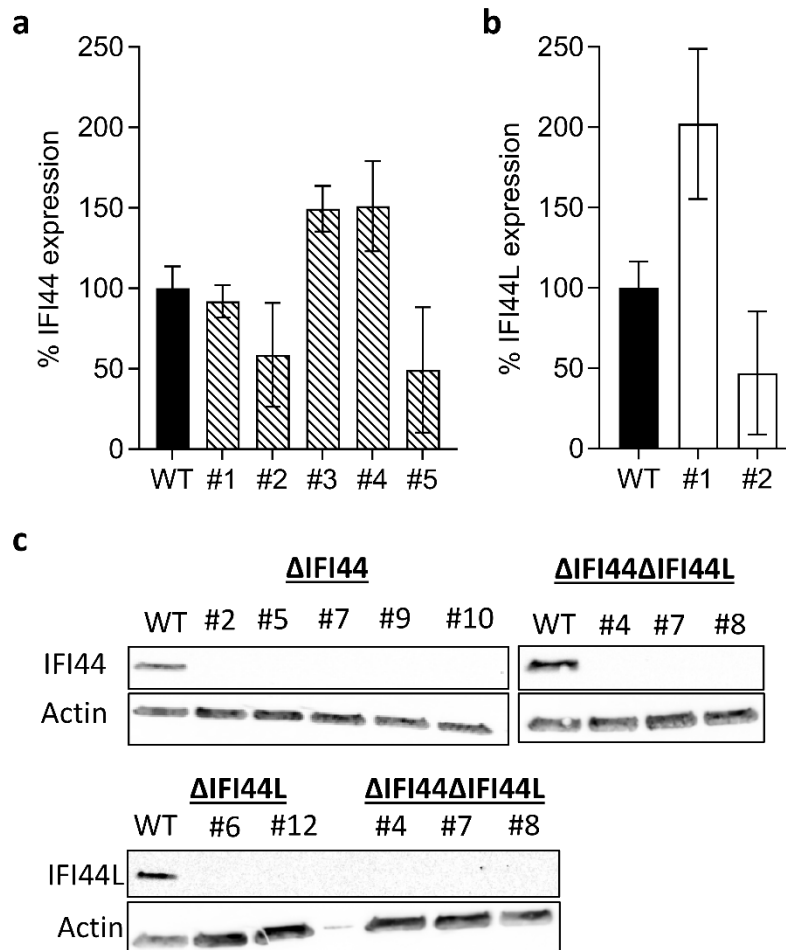 a
% IFI44 expression
250
200
150
100
50
0
WT #1 #2 #3 #4 #5
b
% IFI44L expression
250
200
150
100
50
0
WT #1 #2
c
ΔIFI44
WT #2 #5 #7 #9 #10
IFI44
Actin
ΔIFI44ΔIFI44L
WT #4 #7 #8
ΔIFI44L ΔIFI44ΔIFI44L
WT #6 #12 #4 #7 #8
IFI44L
Actin